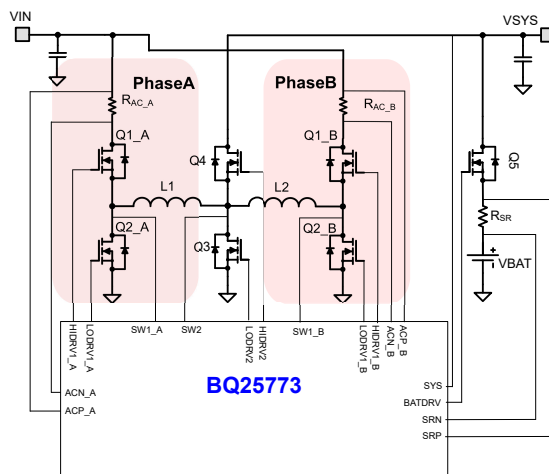 VIN
VSYS
PhaseA
PhaseB
RAC_A
RAC_B
Q1_A
Q4
Q1_B
Q5
L1
L2
RSR
Q2_A
Q3
Q2_B
+
VBAT
HIDRV1_A
LODRV1_A
SW1_A
SW2
LODRV2
HIDRV2
SW1_B
LODRV1_B
HIDRV1_B
ACN_B
ACP_B
BQ25773
SYS
ACN_A
BATDRV
ACP_A
SRN
SRP